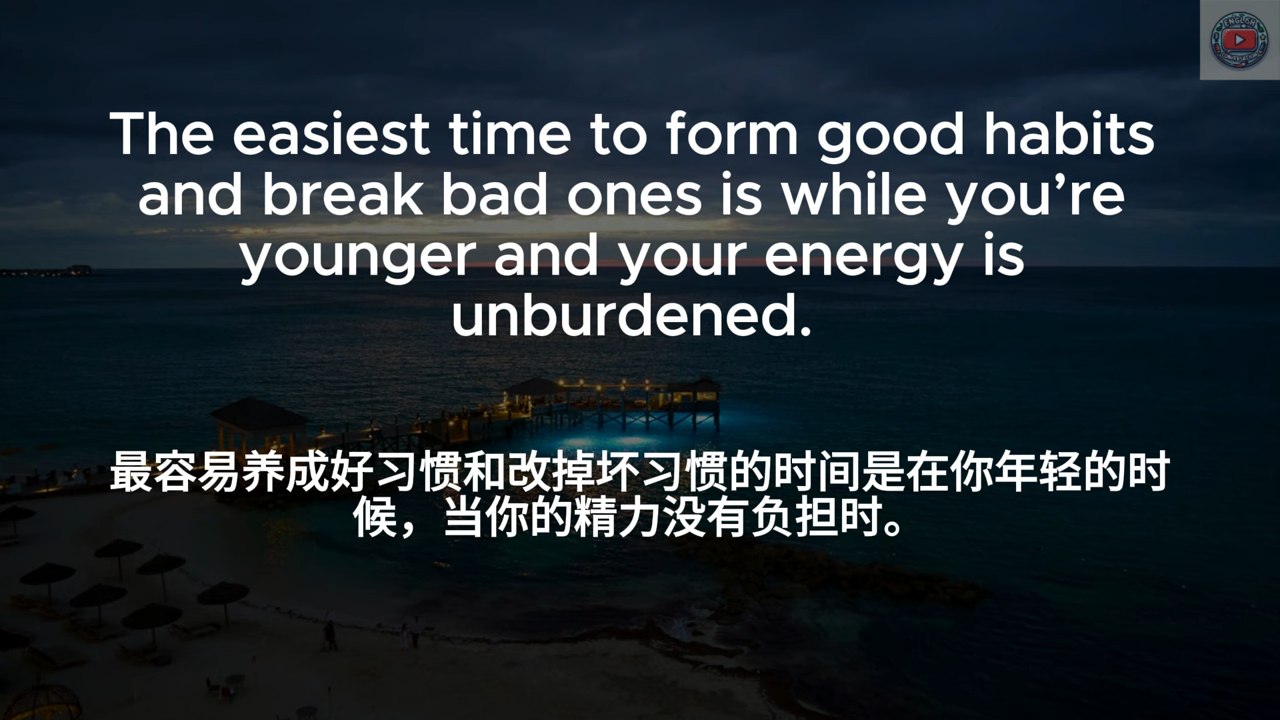 The easiest time to form good habits
and break bad ones is while you’re
younger and your energy is
unburdened.
最容易养成好习惯和改掉坏习惯的时间是在你年轻的时
候，当你的精力没有负担时。